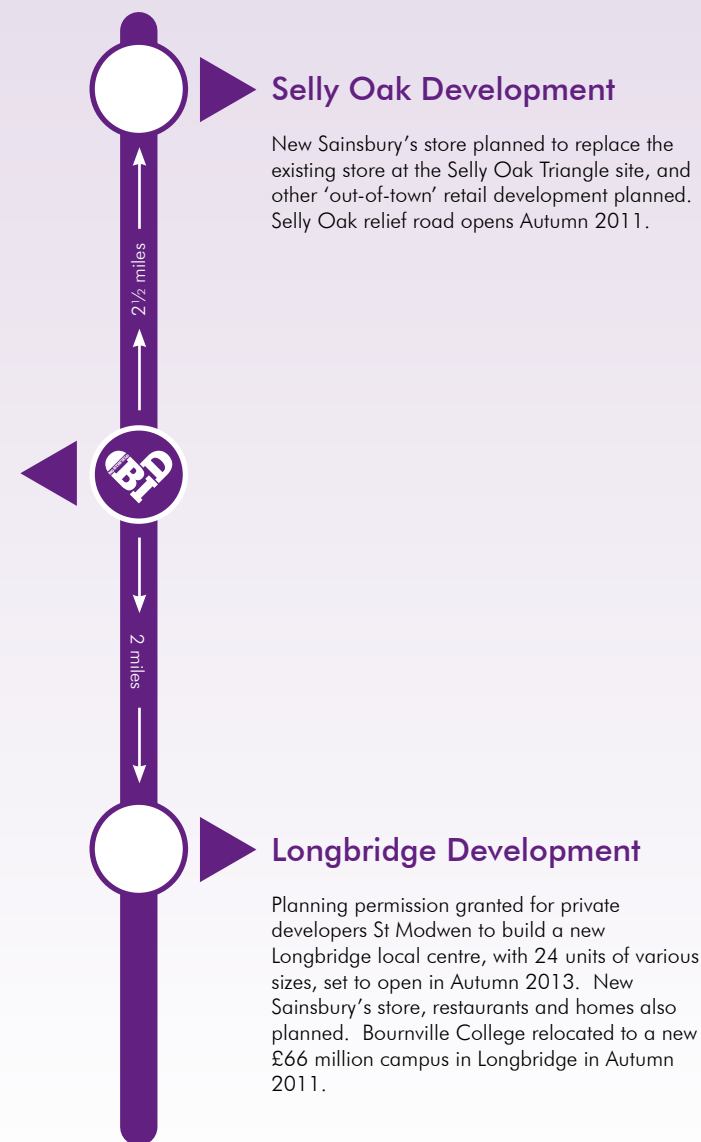 Selly Oak Development
New Sainsbury’s store planned to replace the
existing store at the Selly Oak Triangle site, and
other ‘out-of-town’ retail development planned.
Selly Oak relief road opens Autumn 2011.
2½ miles
BID
2 miles
Longbridge Development
Planning permission granted for private
developers St Modwen to build a new
Longbridge local centre, with 24 units of various
sizes, set to open in Autumn 2013.  New
Sainsbury’s store, restaurants and homes also
planned.  Bournville College relocated to a new
£66 million campus in Longbridge in Autumn
2011.